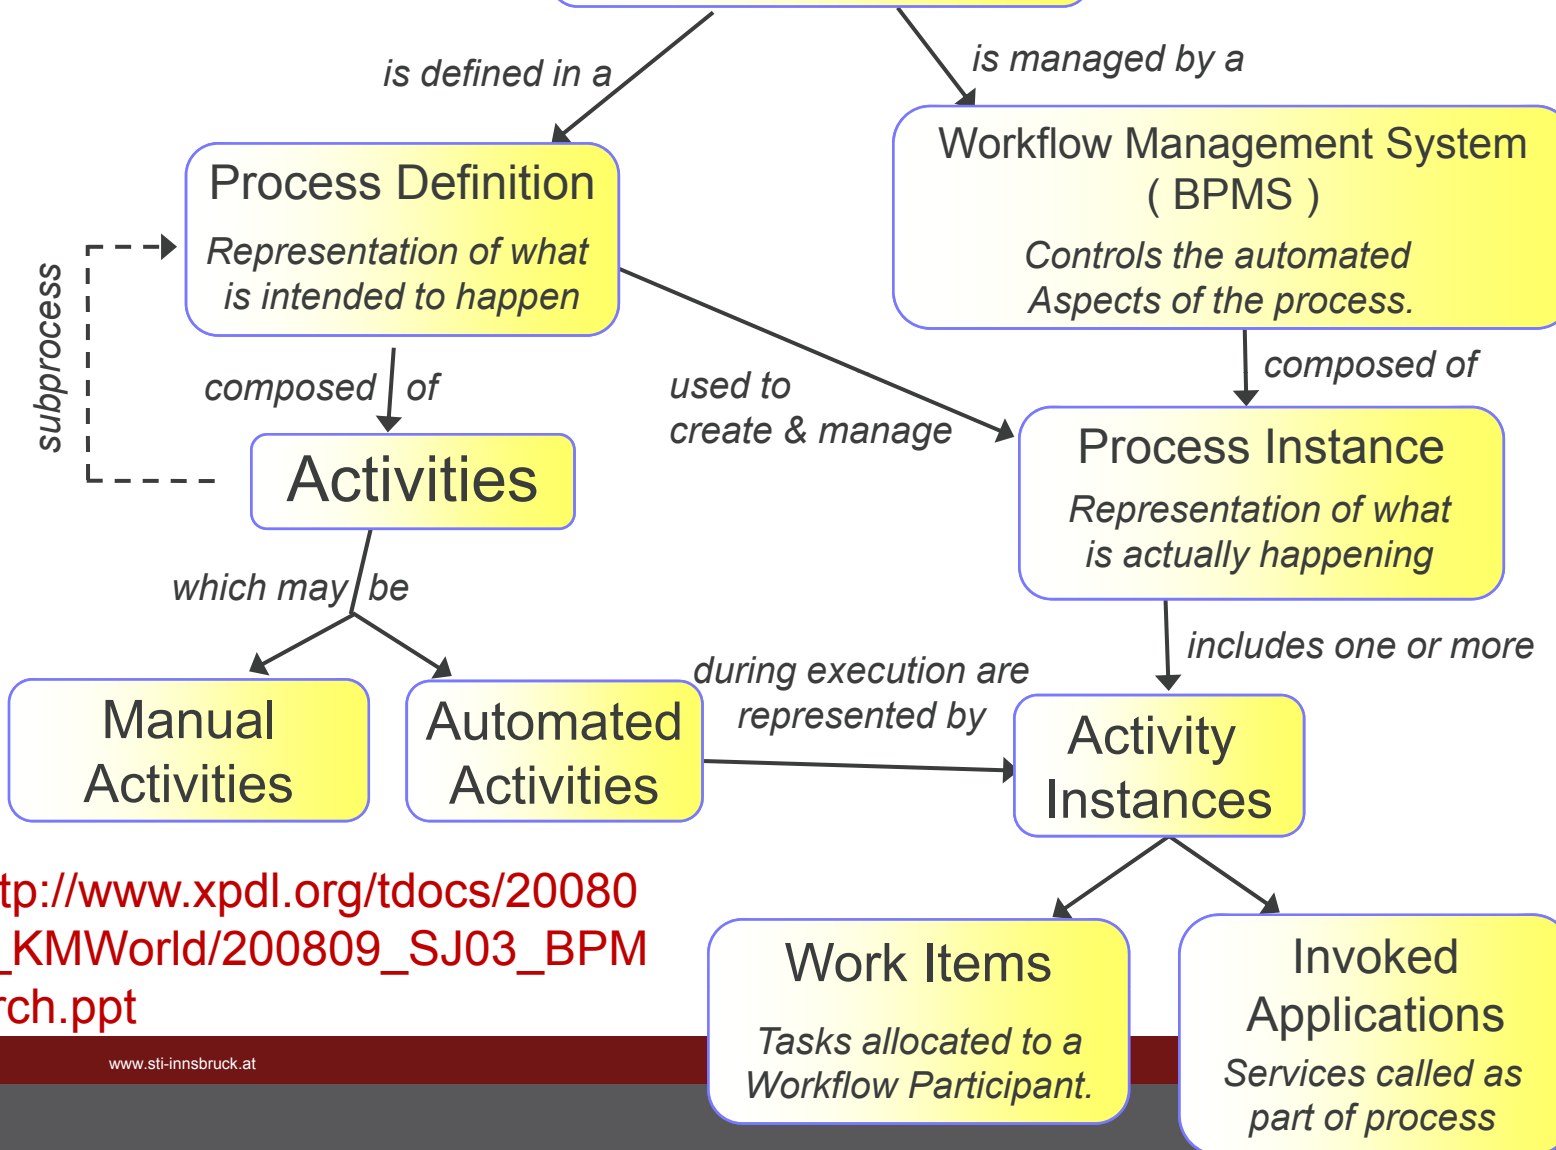 is defined in a
is managed by a
Process Definition
Representation of what
is intended to happen
Workflow Management System
( BPMS )
Controls the automated
Aspects of the process.
subprocess
composed of
used to
create & manage
composed of
Activities
Process Instance
Representation of what
is actually happening
which may be
includes one or more
Manual
Activities
Automated
Activities
during execution are
represented by
Activity
Instances
tp://www.xpdl.org/tdocs/20080
_KMWorld/200809_SJ03_BPM
rch.ppt
Work Items
Tasks allocated to a
Workflow Participant.
Invoked
Applications
Services called as
part of process
www.sti-innsbruck.at